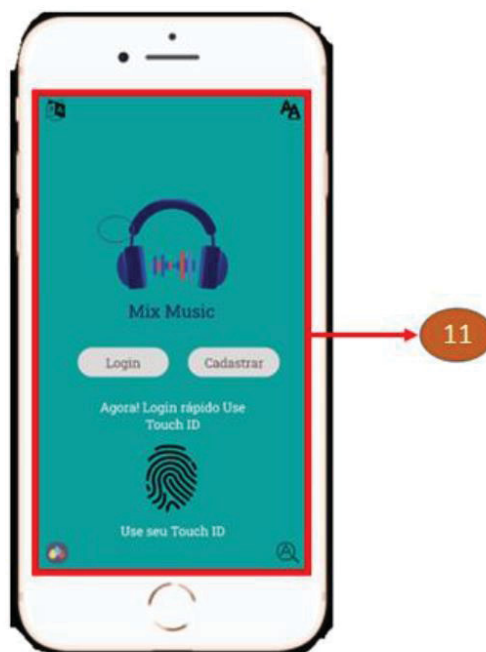 Mix Music
Login Cadastrar
Agora! Login rápido Use
Touch ID
Use seu Touch ID
11